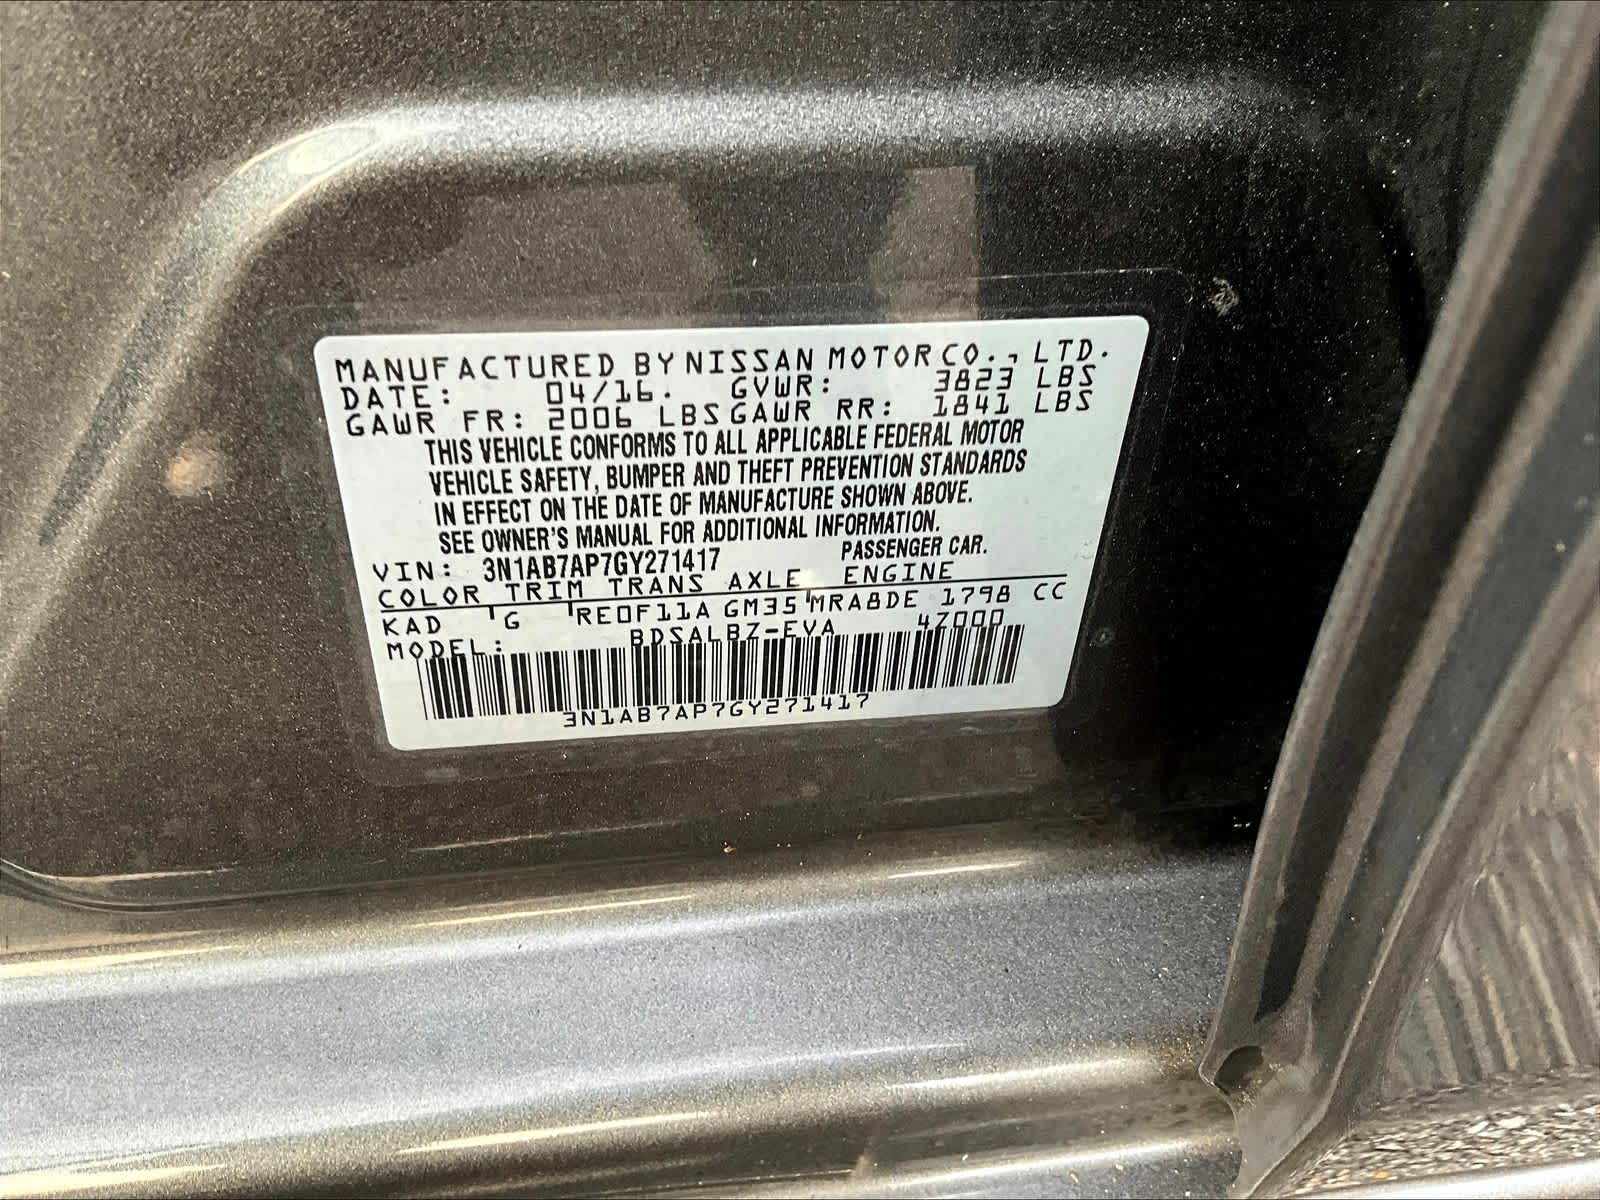 MANUFACTURED BY NISSAN MOTOR CO., LTD.
DATE: 04/16. GVWR: 3823 LBS
GAWR FR: 2006 LBS GAWR RR: 1841 LBS
THIS VEHICLE CONFORMS TO ALL APPLICABLE FEDERAL MOTOR
VEHICLE SAFETY, BUMPER AND THEFT PREVENTION STANDARDS
IN EFFECT ON THE DATE OF MANUFACTURE SHOWN ABOVE.
SEE OWNER'S MANUAL FOR ADDITIONAL INFORMATION.
VIN: 3N1AB7AP7GY271417 PASSENGER CAR.
COLOR TRIM TRANS AXLE ENGINE
KAD G RE0F11A GM35 MRA8DE 1798 CC
MODEL: BDSALBZ-EVA 4Z000
3N1AB7AP7GY271417